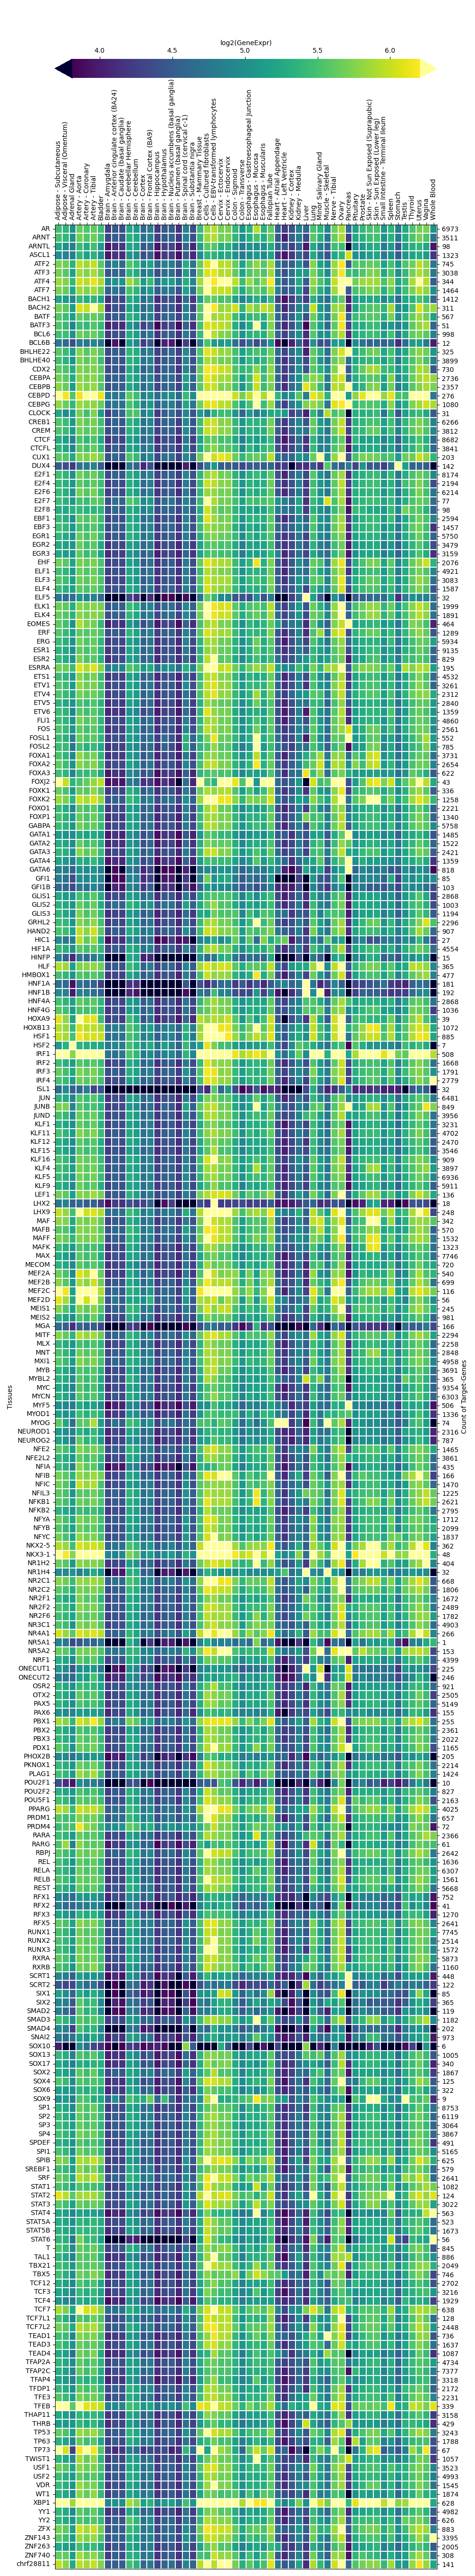 log2(GeneExpr)
4.0 4.5 5.0 5.5 6.0
Adipose - Subcutaneous
Adipose - Visceral (Omentum)
Adrenal Gland
Artery - Aorta
Artery - Coronary
Artery - Tibial
Bladder
Brain - Amygdala
Brain - Anterior cingulate cortex (BA24)
Brain - Caudate (basal ganglia)
Brain - Cerebellar Hemisphere
Brain - Cerebellum
Brain - Cortex
Brain - Frontal Cortex (BA9)
Brain - Hippocampus
Brain - Hypothalamus
Brain - Nucleus accumbens (basal ganglia)
Brain - Putamen (basal ganglia)
Brain - Spinal cord (cervical c-1)
Brain - Substantia nigra
Breast - Mammary Tissue
Cells - Cultured fibroblasts
Cells - EBV-transformed lymphocytes
Cervix - Ectocervix
Cervix - Endocervix
Colon - Sigmoid
Colon - Transverse
Esophagus - Gastroesophageal Junction
Esophagus - Mucosa
Esophagus - Muscularis
Fallopian Tube
Heart - Atrial Appendage
Heart - Left Ventricle
Kidney - Cortex
Kidney - Medulla
Liver
Lung
Minor Salivary Gland
Muscle - Skeletal
Nerve - Tibial
Ovary
Pancreas
Pituitary
Prostate
Skin - Not Sun Exposed (Suprapubic)
Skin - Sun Exposed (Lower leg)
Small Intestine - Terminal Ileum
Spleen
Stomach
Testis
Thyroid
Uterus
Vagina
Whole Blood
AR 6973
ARNT 3511
ARNTL 98
ASCL1 1323
ATF2 745
ATF3 3038
ATF4 344
ATF7 1464
BACH1 1412
BACH2 311
BATF 567
BATF3 51
BCL6 998
BCL6B 12
BHLHE22 325
BHLHE40 3899
CDX2 730
CEBPA 2736
CEBPB 2357
CEBPD 276
CEBPG 1080
CLOCK 31
CREB1 6266
CREM 3812
CTCF 8682
CTCFL 3841
CUX1 203
DUX4 142
E2F1 8174
E2F4 2194
E2F6 6214
E2F7 77
E2F8 98
EBF1 2594
EBF3 1457
EGR1 5750
EGR2 3479
EGR3 3159
EHF 2076
ELF1 4921
ELF3 3083
ELF4 1587
ELF5 32
ELK1 1999
ELK4 1891
EOMES 464
ERF 1289
ERG 5934
ESR1 9135
ESR2 829
ESRRA 195
ETS1 4532
ETV1 3261
ETV4 2312
ETV5 2840
ETV6 1359
FLI1 4860
FOS 2561
FOSL1 552
FOSL2 785
FOXA1 3731
FOXA2 2654
FOXA3 622
FOXJ2 43
FOXK1 336
FOXK2 1258
FOXO1 2221
FOXP1 1340
GABPA 5758
GATA1 1485
GATA2 1522
GATA3 2421
GATA4 1359
GATA6 818
GFI1 85
GFI1B 103
GLIS1 2868
GLIS2 1003
GLIS3 1194
GRHL2 2296
HAND2 907
HIC1 27
HIF1A 4554
HINFP 15
HLF 365
HMBOX1 477
HNF1A 181
HNF1B 192
HNF4A 2868
HNF4G 1036
HOXA9 39
HOXB13 1072
HSF1 885
HSF2 7
IRF1 508
IRF2 1668
IRF3 1791
IRF4 2779
ISL1 32
JUN 6481
JUNB 849
JUND 3956
KLF1 3231
KLF11 4702
KLF12 2470
KLF15 3546
KLF16 909
KLF4 3897
KLF5 6936
KLF9 5911
LEF1 136
LHX2 18
LHX9 248
MAF 342
MAFB 570
MAFF 1532
MAFK 1323
MAX 7746
MECOM 720
MEF2A 540
MEF2B 699
MEF2C 116
MEF2D 56
MEIS1 245
MEIS2 981
MGA 166
MITF 2294
MLX 2258
MNT 2848
MXI1 4958
MYB 3691
MYBL2 365
MYC 9354
MYCN 6303
MYF5 506
MYOD1 1336
MYOG 74
NEUROD1 2316
NEUROG2 787
NFE2 1465
NFE2L2 3861
NFIA 435
NFIB 166
NFIC 1470
NFIL3 1225
NFKB1 2621
NFKB2 2795
NFYA 1712
NFYB 2099
NFYC 1837
NKX2-5 362
NKX3-1 48
NR1H2 404
NR1H4 32
NR2C1 668
NR2C2 1806
NR2F1 1672
NR2F2 2489
NR2F6 1782
NR3C1 4903
NR4A1 266
NR5A1 1
NR5A2 153
NRF1 4399
ONECUT1 225
ONECUT2 246
OSR2 921
OTX2 2505
PAX5 5149
PAX6 155
PBX1 255
PBX2 2361
PBX3 2022
PDX1 1165
PHOX2B 205
PKNOX1 2214
PLAG1 1424
POU2F1 10
POU2F2 827
POU5F1 2163
PPARG 4025
PRDM1 657
PRDM4 72
RARA 2366
RARG 61
RBPJ 2642
REL 1636
RELA 6307
RELB 1561
REST 5668
RFX1 752
RFX2 41
RFX3 1270
RFX5 2641
RUNX1 7745
RUNX2 2514
RUNX3 1572
RXRA 5873
RXRB 1160
SCRT1 448
SCRT2 122
SIX1 85
SIX2 365
SMAD2 119
SMAD3 1182
SMAD4 202
SNAI2 973
SOX10 6
SOX13 1005
SOX17 340
SOX2 1867
SOX4 125
SOX6 322
SOX9 9
SP1 8753
SP2 6119
SP3 3064
SP4 3867
SPDEF 491
SPI1 5165
SPIB 625
SREBF1 579
SRF 2641
STAT1 1082
STAT2 124
STAT3 3022
STAT4 563
STAT5A 523
STAT5B 1673
STAT6 56
T 845
TAL1 886
TBX21 2049
TBX5 746
TCF12 2702
TCF3 3216
TCF4 1929
TCF7 638
TCF7L1 128
TCF7L2 2448
TEAD1 736
TEAD3 1637
TEAD4 1087
TFAP2A 4734
TFAP2C 7377
TFAP4 3318
TFDP1 2172
TFE3 2231
TFEB 339
THAP11 3158
THRB 429
TP53 3243
TP63 1788
TP73 67
TWIST1 1057
USF1 3523
USF2 4993
VDR 1545
WT1 1874
XBP1 628
YY1 4982
YY2 626
ZFX 883
ZNF143 3395
ZNF263 2005
ZNF740 308
chrf28811 141
Tissues
Count of Target-Genes